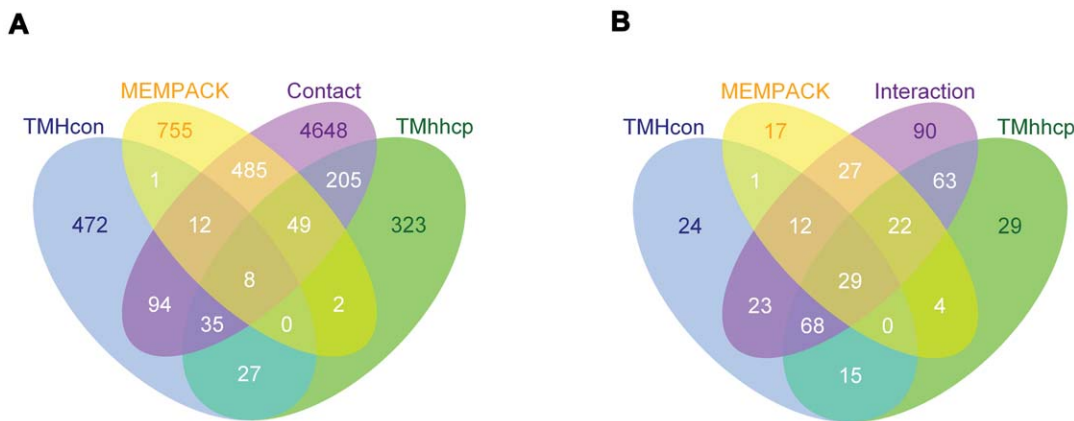 A
MEMPACK Contact
TMHcon 755 4648 TMhhcp
1 485 205
472 12 49 323
8
94 35 0 2
27
B
MEMPACK Interaction
TMHcon 17 90 TMhhcp
1 27 63
24 12 22 29
29
23 68 0 4
15